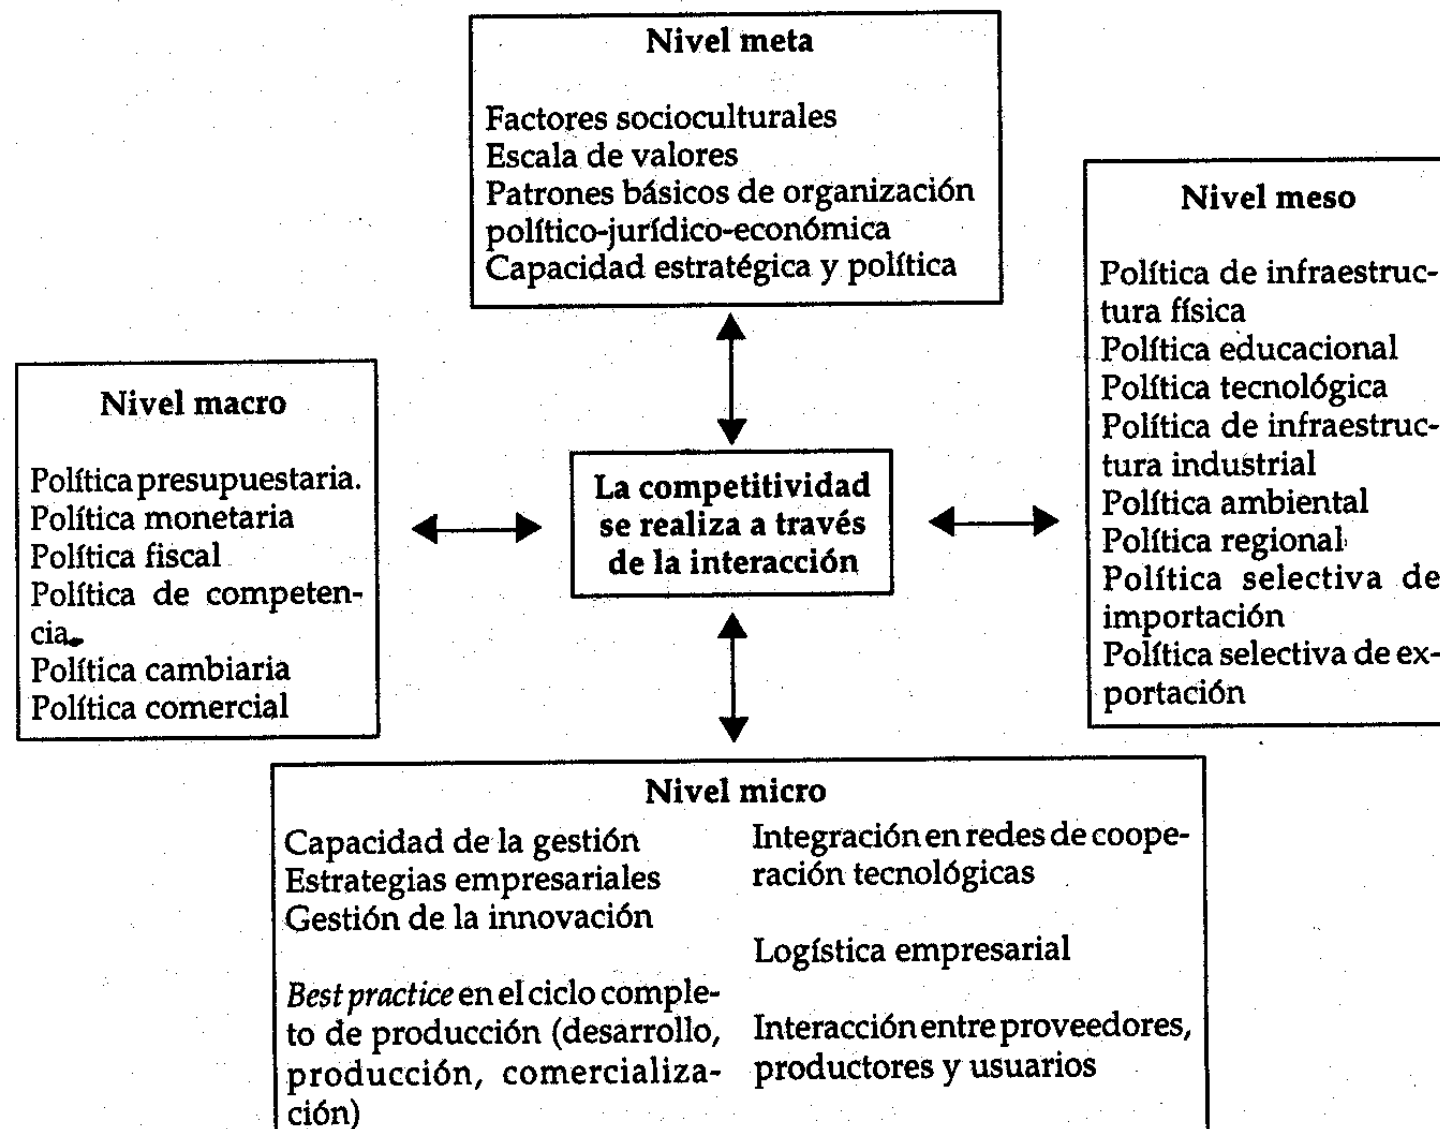 Nivel meta
Factores socioculturales
Escala de valores
Patrones básicos de organización
político-jurídico-económica
Capacidad estratégica y política
Nivel macro
Política presupuestaria.
Política monetaria
Política fiscal
Política de competen-
cia.
Política cambiaria
Política comercial
La competitividad
se realiza a través
de la interacción
Nivel meso
Política de infraestruc-
tura física
Política educacional
Política tecnológica
Política de infraestruc-
tura industrial
Política ambiental
Política regional
Política selectiva de
importación
Política selectiva de ex-
portación
Nivel micro
Capacidad de la gestión
Estrategias empresariales
Gestión de la innovación
Best practice en el ciclo comple-
to de producción (desarrollo,
producción, comercializa-
ción)
Integración en redes de coope-
ración tecnológicas
Logística empresarial
Interacción entre proveedores,
productores y usuarios